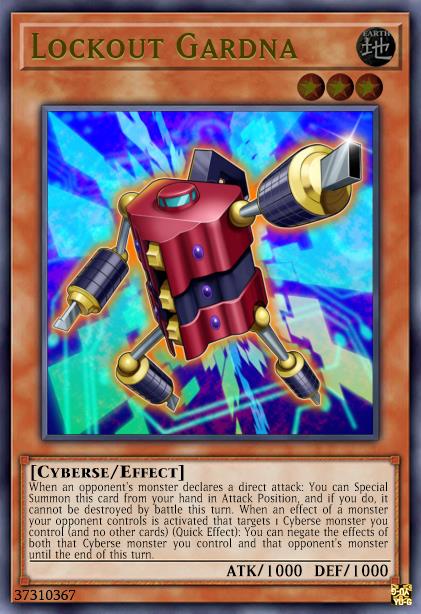 Lockout Gardna
EARTH
地
[Cyberse/Effect]
When an opponent's monster declares a direct attack: You can Special
Summon this card from your hand in Attack Position, and if you do, it
cannot be destroyed by battle this turn. When an effect of a monster
your opponent controls is activated that targets 1 Cyberse monster you
control (and no other cards) (Quick Effect): You can negate the effects of
both that Cyberse monster you control and that opponent's monster
until the end of this turn.
ATK/1000 DEF/1000
37310367